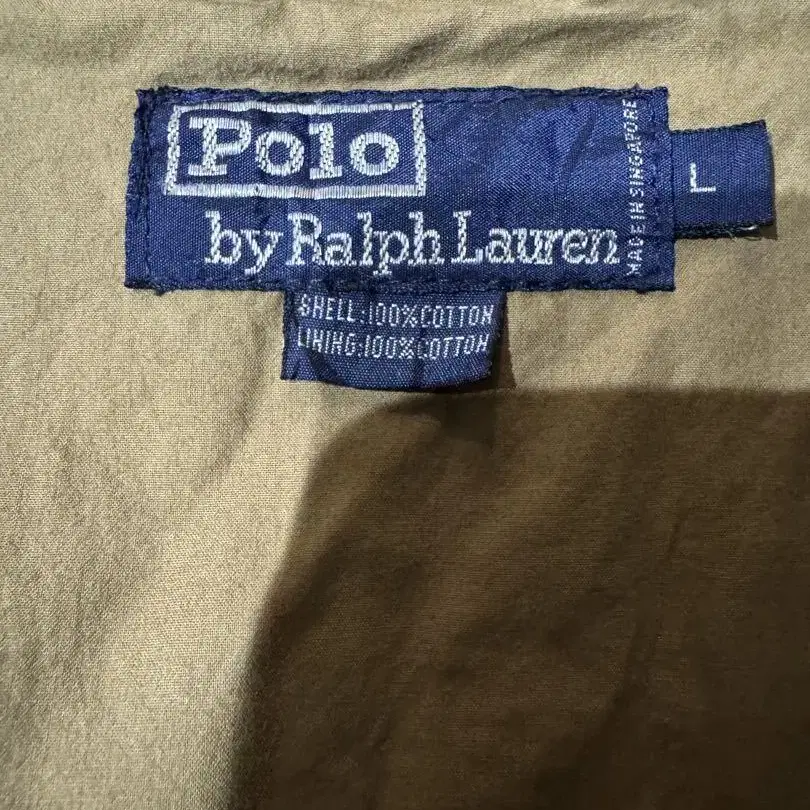 Polo
by Ralph Lauren
MADE IN SINGAPORE
L
SHELL:100%COTTON
LINING:100%COTTON